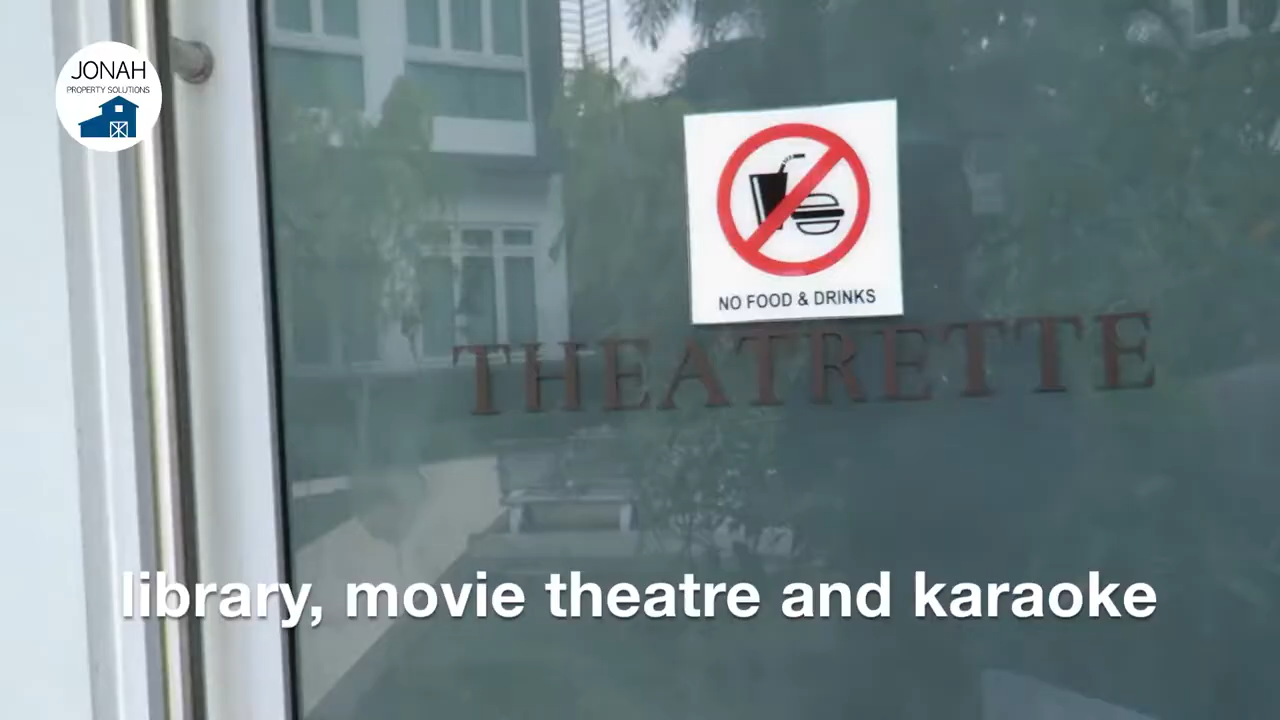 JONAH
PROPERTY SOLUTIONS
NO FOOD & DRINKS
THEATRETTE
library, movie theatre and karaoke